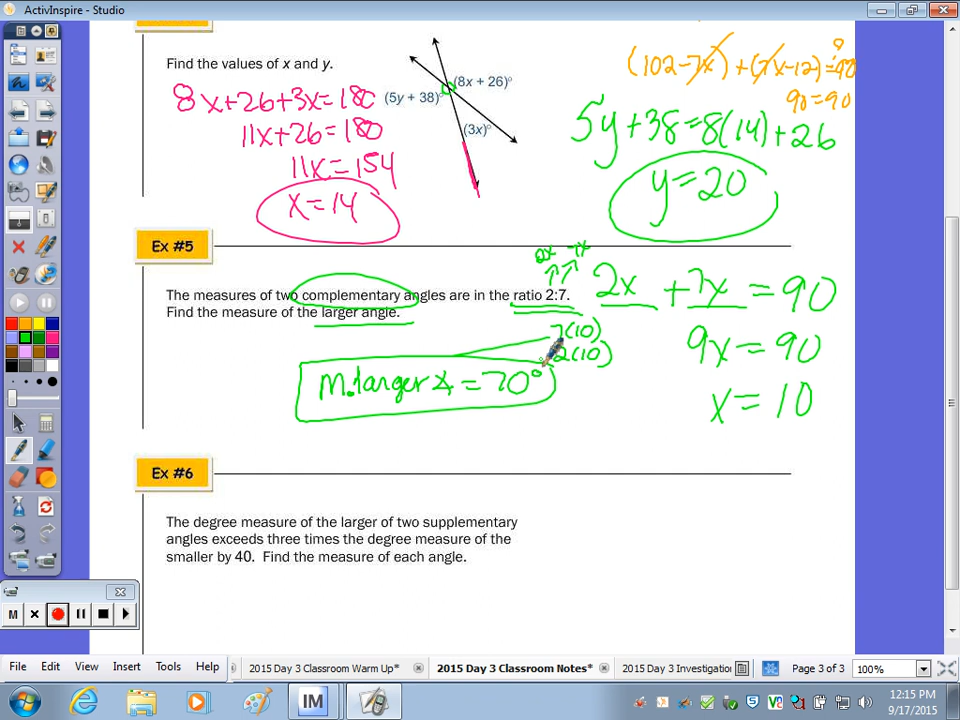 ActivInspire - Studio
Find the values of x and y.
8x+26+3x=180
11x+26=180
11x=154
x=14
(8x + 26)°
(5y + 38)°
(3x)°
(102-7x)+(7x-12)=90
90=90
5y+38=8(14)+26
y=20
Ex #5
2x 7x
The measures of two complementary angles are in the ratio 2:7.
Find the measure of the larger angle.
2x + 7x = 90
9x = 90
x = 10
7(10)
2(10)
m.larger ∡ = 70°
Ex #6
The degree measure of the larger of two supplementary
angles exceeds three times the degree measure of the
smaller by 40. Find the measure of each angle.
M
File Edit View Insert Tools Help
2015 Day 3 Classroom Warm Up*
2015 Day 3 Classroom Notes*
2015 Day 3 Investigation
Page 3 of 3
100%
IM
12:15 PM
9/17/2015